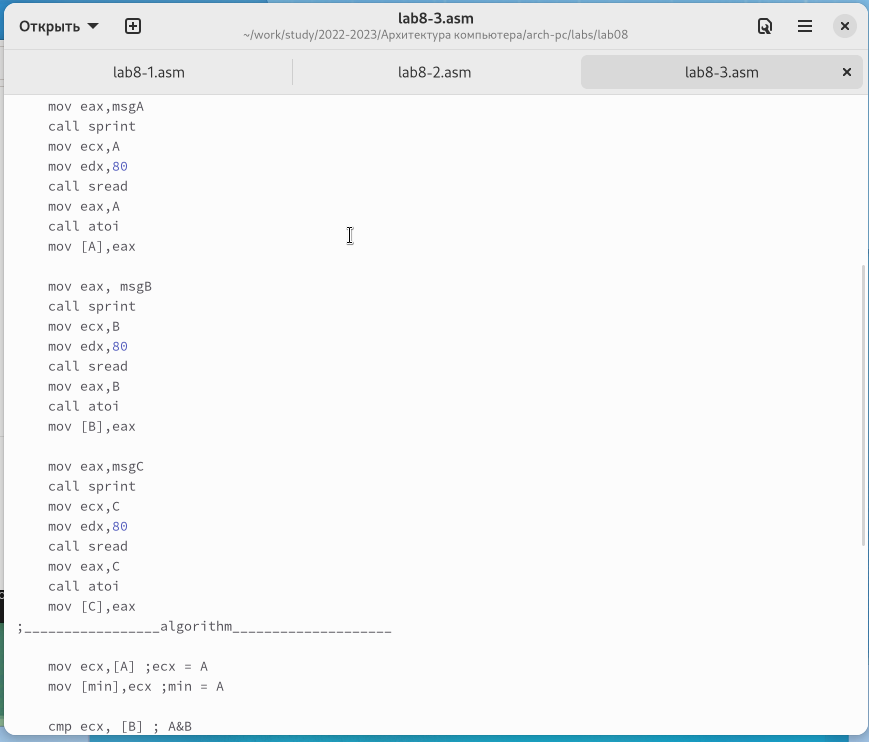 Открыть
lab8-3.asm
~/work/study/2022-2023/Архитектура компьютера/arch-pc/labs/lab08
lab8-1.asm lab8-2.asm lab8-3.asm
mov eax,msgA
call sprint
mov ecx,A
mov edx,80
call sread
mov eax,A
call atoi
mov [A],eax
mov eax, msgB
call sprint
mov ecx,B
mov edx,80
call sread
mov eax,B
call atoi
mov [B],eax
mov eax,msgC
call sprint
mov ecx,C
mov edx,80
call sread
mov eax,C
call atoi
mov [C],eax
;_________________algorithm____________________
mov ecx,[A] ;ecx = A
mov [min],ecx ;min = A
cmp ecx, [B] ; A&B